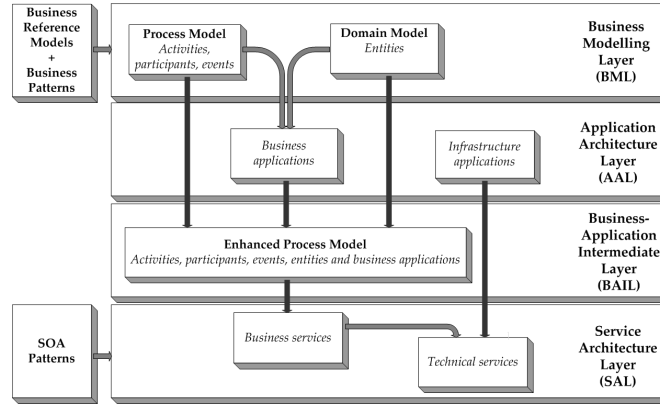 Business
Reference
Models
+
Business
Patterns
Process Model
Activities,
participants, events
Domain Model
Entities
Business
Modelling
Layer
(BML)
Business
applications
Infrastructure
applications
Application
Architecture
Layer
(AAL)
Enhanced Process Model
Activities, participants, events, entities and business applications
Business-
Application
Intermediate
Layer
(BAIL)
SOA
Patterns
Business services
Technical services
Service
Architecture
Layer
(SAL)